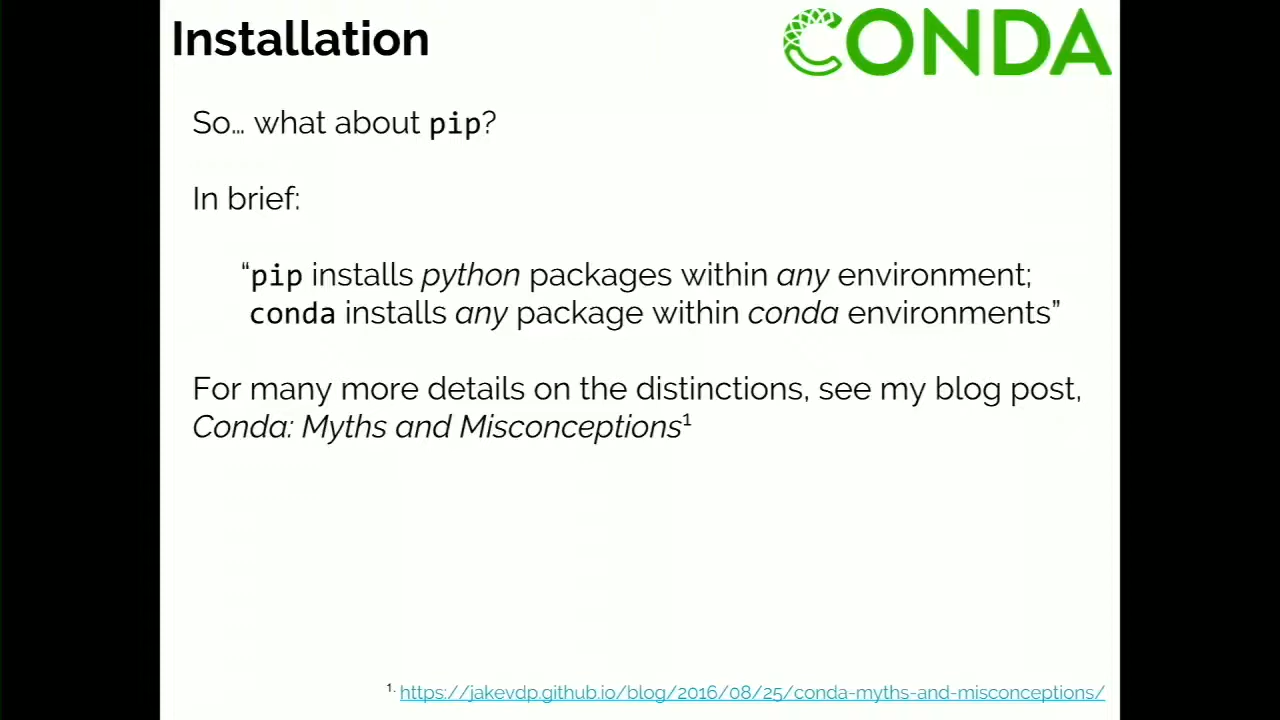 Installation
CONDA
So… what about pip?
In brief:
“pip installs python packages within any environment;
conda installs any package within conda environments”
For many more details on the distinctions, see my blog post,
Conda: Myths and Misconceptions¹
1. https://jakevdp.github.io/blog/2016/08/25/conda-myths-and-misconceptions/